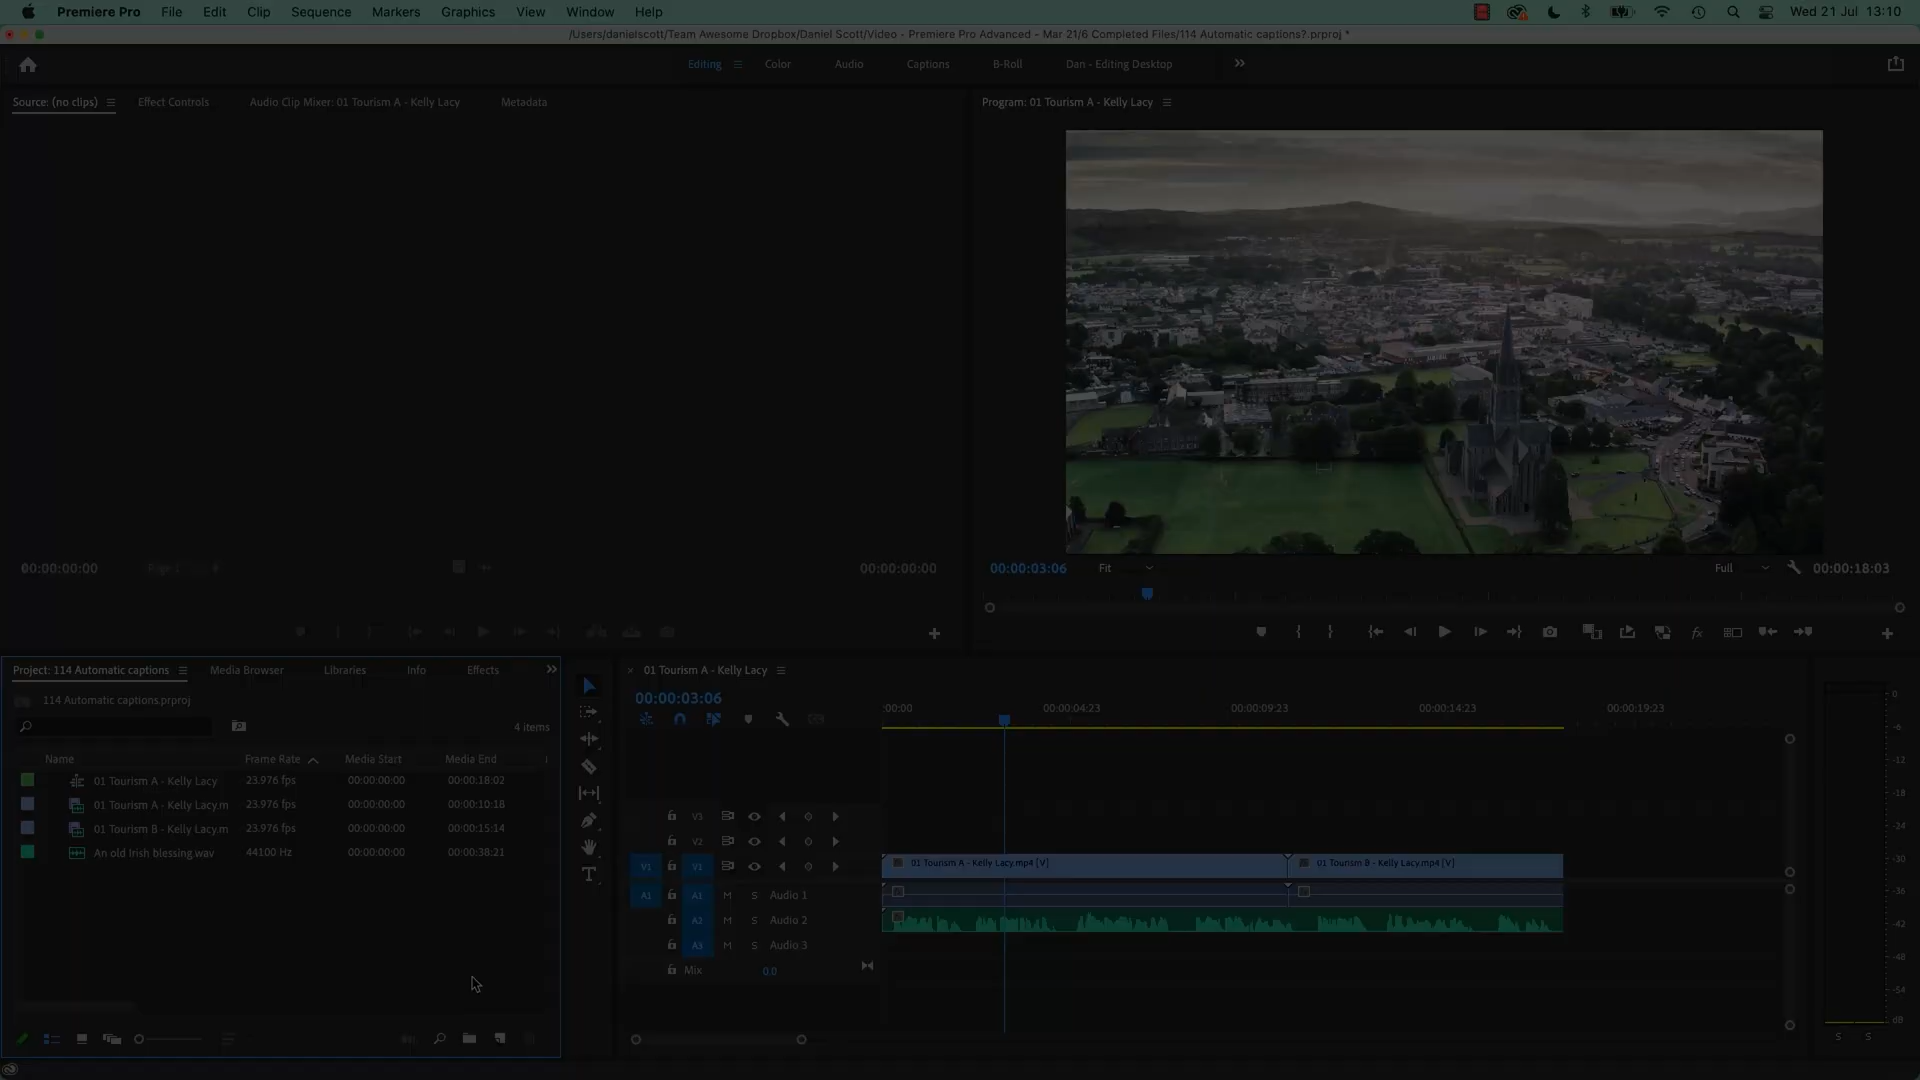 Premiere Pro File Edit Clip Sequence Markers Graphics View Window Help Wed 21 Jul 13:10
/Users/danielscott/Team Awesome Dropbox/Daniel Scott/Video - Premiere Pro Advanced - Mar 21/6 Completed Files/114 Automatic captions?.prproj *
Editing Color Audio Captions B-Roll Dan - Editing Desktop
Source: (no clips) Effect Controls Audio Clip Mixer: 01 Tourism A - Kelly Lacy Metadata
Program: 01 Tourism A - Kelly Lacy
00:00:00:00 00:00:00:00
00:00:03:06 Fit Full 00:00:18:03
Project: 114 Automatic captions Media Browser Libraries Info Effects
114 Automatic captions.prproj
4 items
Name Frame Rate Media Start Media End
01 Tourism A - Kelly Lacy 23.976 fps 00:00:00:00 00:00:18:02
01 Tourism A - Kelly Lacy.m 23.976 fps 00:00:00:00 00:00:10:18
01 Tourism B - Kelly Lacy.m 23.976 fps 00:00:00:00 00:00:15:14
An old Irish blessing.wav 44100 Hz 00:00:00:00 00:00:38:21
01 Tourism A - Kelly Lacy
00:00:03:06
:00:00 00:00:04:23 00:00:09:23 00:00:14:23 00:00:19:23
V3
V2
V1 V1 01 Tourism A - Kelly Lacy.mp4 [V] 01 Tourism B - Kelly Lacy.mp4 [V]
A1 A1 M S Audio 1
A2 M S Audio 2
A3 M S Audio 3
Mix 0.0
0
-6
-12
-18
-24
-30
-36
-42
-48
-54
dB
S S